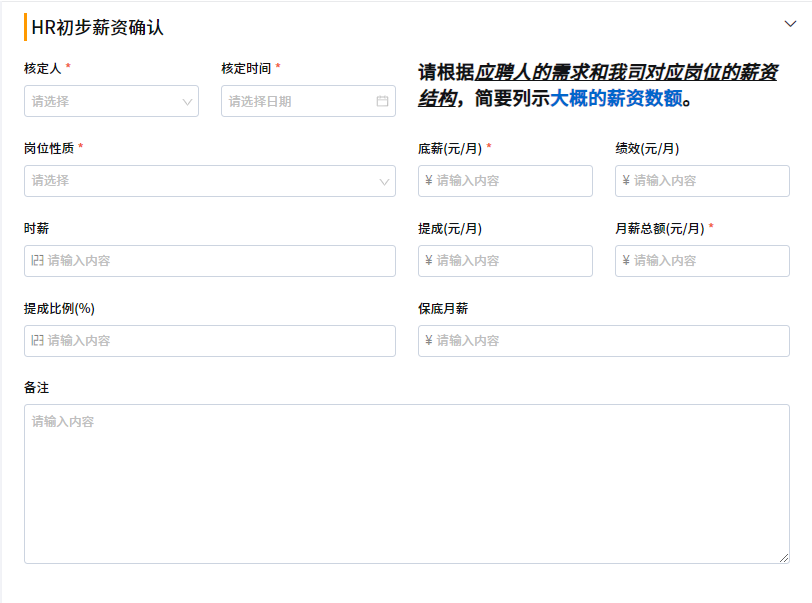 HR初步薪资确认
核定人 *
核定时间 *
请选择
请选择日期
请根据应聘人的需求和我司对应岗位的薪资
结构，简要列示大概的薪资数额。
岗位性质 *
底薪(元/月) *
绩效(元/月)
请选择
¥ 请输入内容
¥ 请输入内容
时薪
提成(元/月)
月薪总额(元/月) *
123 请输入内容
¥ 请输入内容
¥ 请输入内容
提成比例(%)
保底月薪
123 请输入内容
¥ 请输入内容
备注
请输入内容